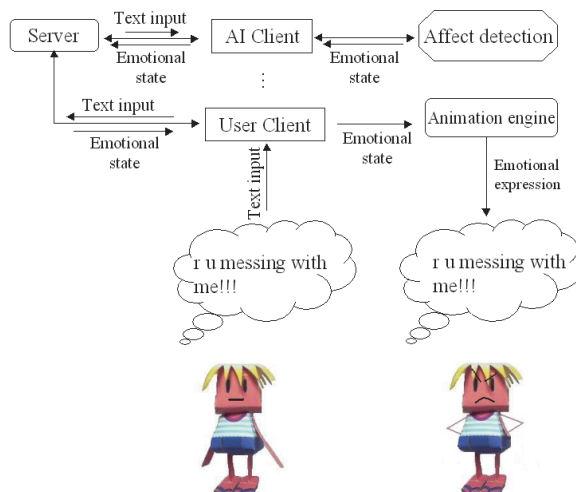 Text input
Server
AI Client
Affect detection
Emotional
state
Emotional
state
⋮
Text input
User Client
Animation engine
Emotional
state
Emotional
state
Emotional
expression
Text input
r u messing with
me!!!
r u messing with
me!!!